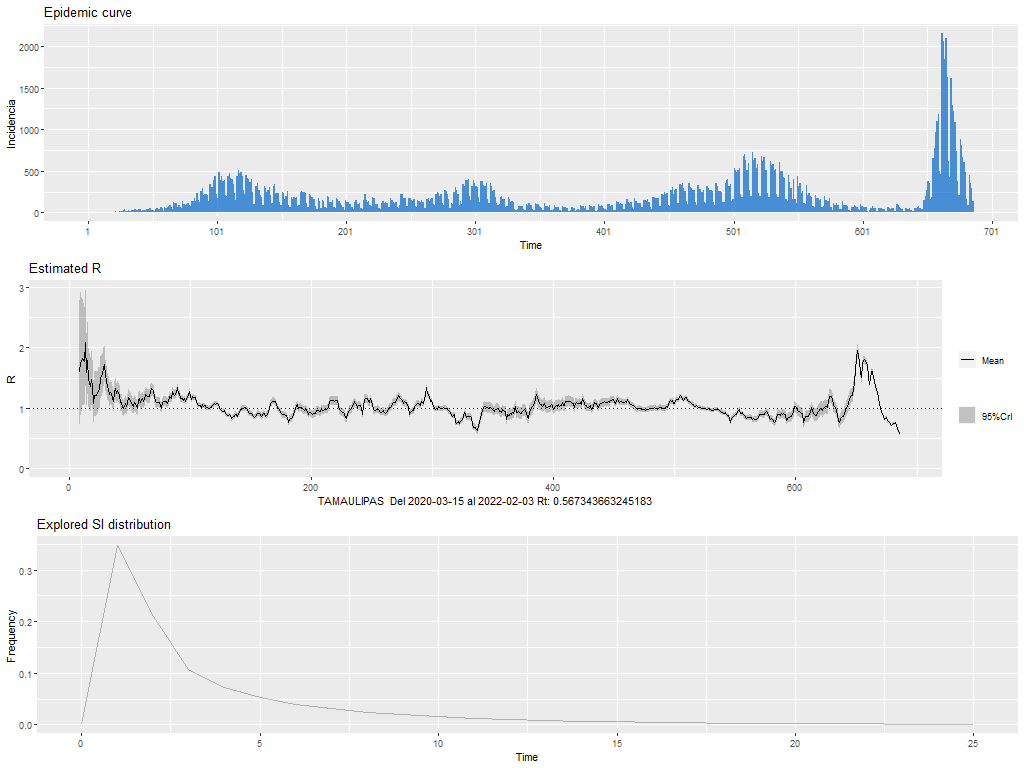 Epidemic curve
Incidencia
2000
1500
1000
500
0
1 101 201 301 401 501 601 701
Time
Estimated R
R
3
2
1
0
Mean
95%CrI
0 200 400 600
TAMAULIPAS Del 2020-03-15 al 2022-02-03 Rt: 0.567343663245183
Explored SI distribution
Frequency
0.3
0.2
0.1
0.0
0 5 10 15 20 25
Time